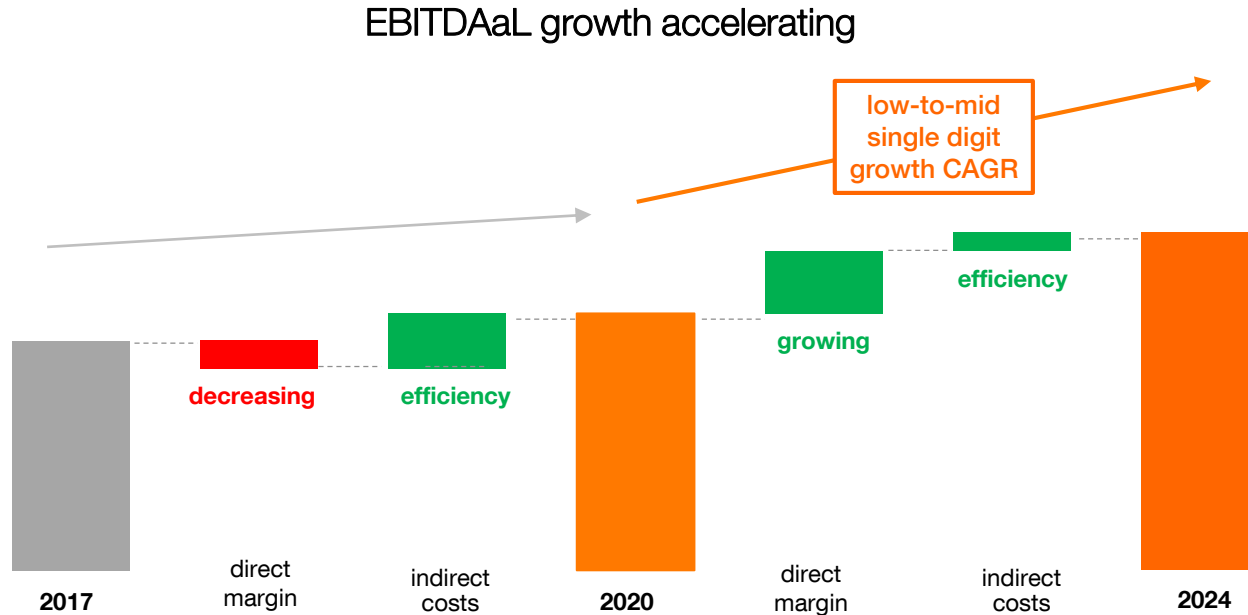 EBITDAaL growth accelerating
low-to-mid
single digit
growth CAGR
efficiency
growing
decreasing
efficiency
direct
margin
indirect
costs
direct
margin
indirect
costs
2017
2020
2024